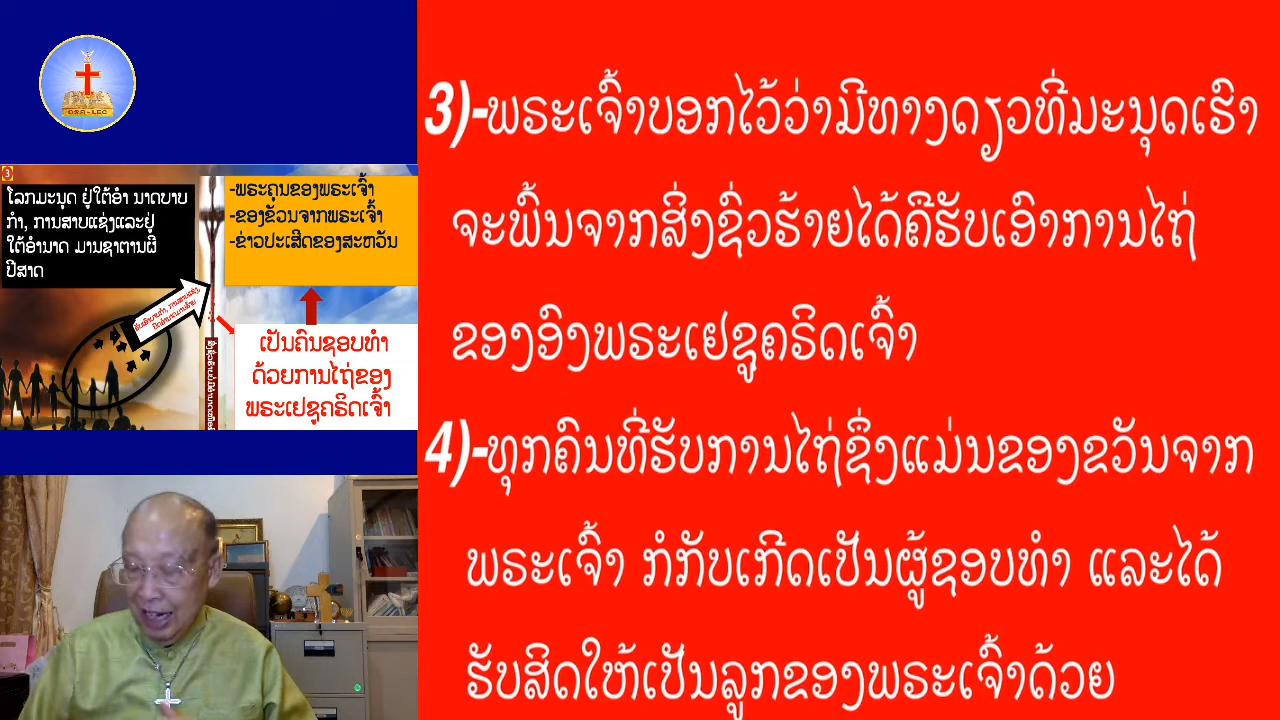 3
ໂລກມະນຸດ ຢູ່ໃຕ້ອຳ ນາດບາບ
ກຳ, ການສາບແຊ່ງແລະຢູ່
ໃຕ້ອຳນາດ ມານຊາຕານຜີ
ປີສາດ
-ພຣະຄຸນຂອງພຣະເຈົ້າ
-ຂອງຂັວນຈາກພຣະເຈົ້າ
-ຂ່າວປະເສີດຂອງສະຫວັນ
ເປັນຄົນຊອບທຳ
ດ້ວຍການໄຖ່ຂອງ
ພຣະເຢຊູຄຣິດເຈົ້າ
3)-ພຣະເຈົ້າບອກໄວ້ວ່າມີທາງດຽວທີ່ມະນຸດເຮົາ
ຈະພົ້ນຈາກສິ່ງຊົ່ວຮ້າຍໄດ້ຄືຮັບເອົາການໄຖ່
ຂອງອົງພຣະເຢຊູຄຣິດເຈົ້າ
4)-ທຸກຄົນທີ່ຮັບການໄຖ່ຊຶ່ງແມ່ນຂອງຂວັນຈາກ
ພຣະເຈົ້າ ກໍກັບເກີດເປັນຜູ້ຊອບທຳ ແລະໄດ້
ຮັບສິດໃຫ້ເປັນລູກຂອງພຣະເຈົ້າດ້ວຍ